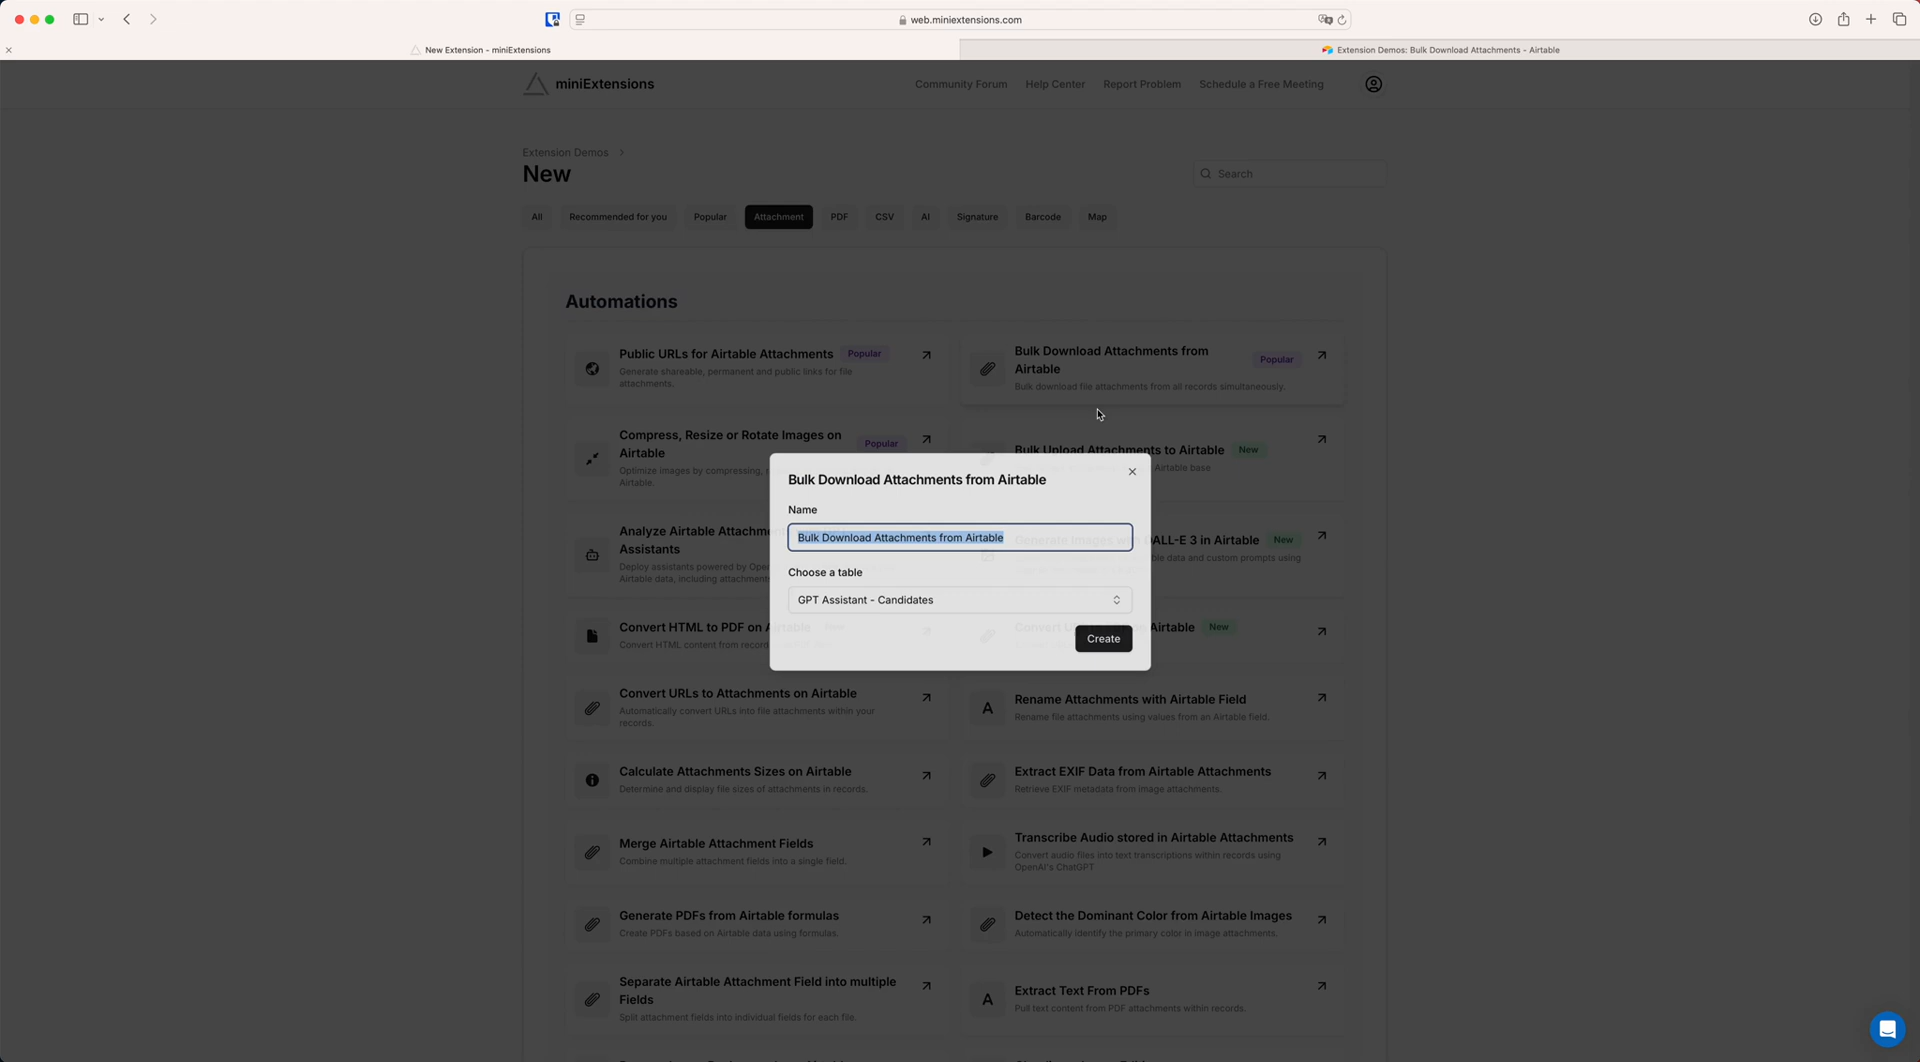 web.miniextensions.com
New Extension - miniExtensions
Extension Demos: Bulk Download Attachments - Airtable
miniExtensions
Community Forum
Help Center
Report Problem
Schedule a Free Meeting
Extension Demos
New
Search
All
Recommended for you
Popular
Attachment
PDF
CSV
AI
Signature
Barcode
Map
Automations
Public URLs for Airtable Attachments
Popular
Generate shareable, permanent and public links for file
attachments.
Bulk Download Attachments from
Airtable
Popular
Bulk download file attachments from all records simultaneously.
Compress, Resize or Rotate Images on
Airtable
Popular
Optimize images by compressing,
Airtable.
Bulk Upload Attachments to Airtable
New
Airtable base
Bulk Download Attachments from Airtable
Name
Bulk Download Attachments from Airtable
Choose a table
GPT Assistant - Candidates
Create
Analyze Airtable
Assistants
Deploy assistants powered by
Airtable data, including
Generate Images with DALL-E 3 in Airtable
New
data and custom prompts using
Convert HTML to PDF on Airtable
New
Convert HTML content from
Convert
Airtable
New
Convert URLs to Attachments on Airtable
Automatically convert URLs into file attachments within your
records.
Rename Attachments with Airtable Field
Rename file attachments using values from an Airtable field.
Calculate Attachments Sizes on Airtable
Determine and display file sizes of attachments in records.
Extract EXIF Data from Airtable Attachments
Retrieve EXIF metadata from image attachments.
Merge Airtable Attachment Fields
Combine multiple attachment fields into a single field.
Transcribe Audio stored in Airtable Attachments
Convert audio files into text transcriptions within records using
OpenAI's ChatGPT
Generate PDFs from Airtable formulas
Create PDFs based on Airtable data using formulas.
Detect the Dominant Color from Airtable Images
Automatically identify the primary color in image attachments.
Separate Airtable Attachment Field into multiple
Fields
Split attachment fields into individual fields for each file.
Extract Text From PDFs
Pull text content from PDF attachments within records.